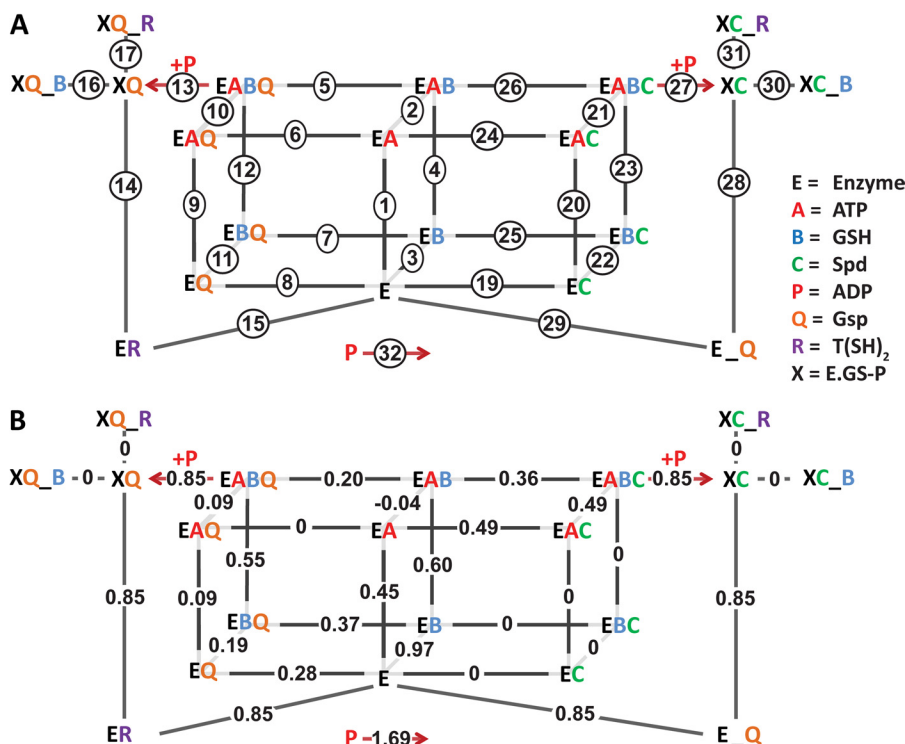 A
XQ_R
XC_R
17
31
+P
+P
XQ_B 16 XQ 13 EABQ 5 EAB 26 EABC 27 XC 30 XC_B
10 2 21
EAQ 6 EA 24 EAC
12 4 23
14 28
9 1 20
E = Enzyme
A = ATP
EBQ 7 EB 25 EBC
B = GSH
11 3 22
C = Spd
EQ 8 E 19 EC
P = ADP
Q = Gsp
15 29
R = T(SH)2
ER P 32 E_Q
X = E.GS-P
B
XQ_R
XC_R
0
0
+P
+P
XQ_B 0 XQ 0.85 EABQ 0.20 EAB 0.36 EABC 0.85 XC 0 XC_B
0.09 -0.04 0.49
EAQ 0 EA 0.49 EAC
0.55 0.60 0
0.85 0.09 0.45 0 0.85
EBQ 0.37 EB 0 EBC
0.19 0.97 0
EQ 0.28 E 0 EC
0.85 0.85
ER P 1.69 E_Q